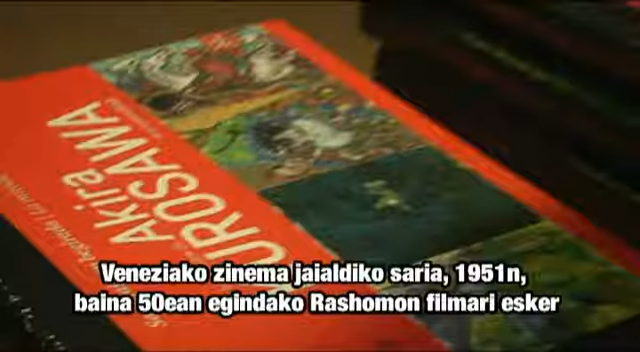 Akira
KUROSAWA
Veneziako zinema jaialdiko saria, 1951n,
baina 50ean egindako Rashomon filmari esker